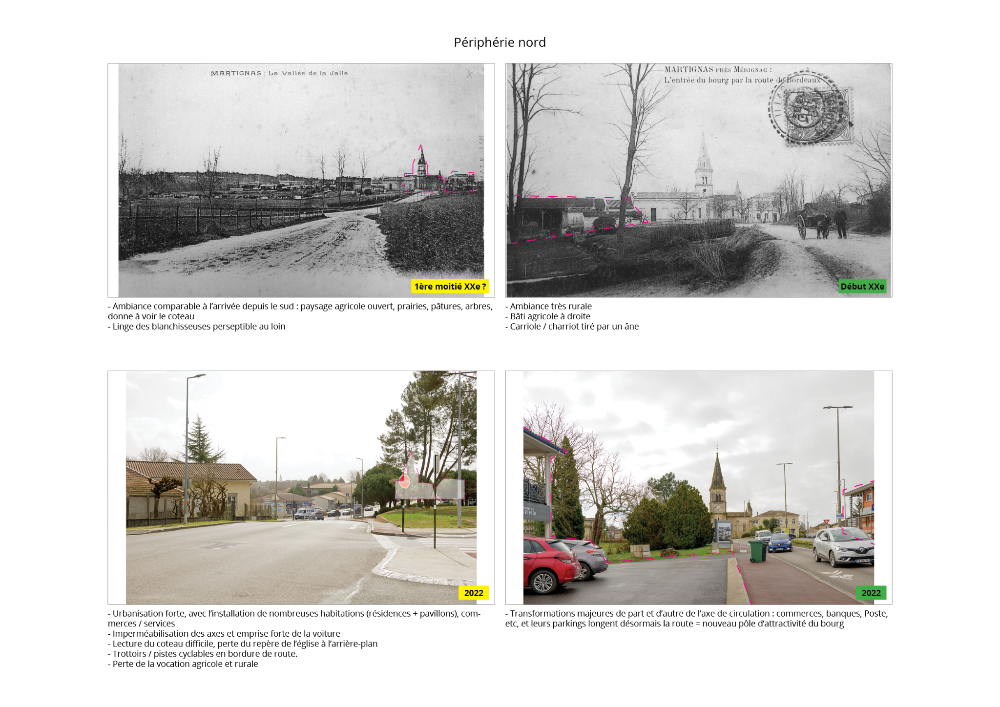 Périphérie nord
MARTIGNAS : La Vallée de la Jalle
1ère moitié XXe ?
- Ambiance comparable à l’arrivée depuis le sud : paysage agricole ouvert, prairies, pâtures, arbres,
donne à voir le coteau
- Linge des blanchisseuses perseptible au loin
MARTIGNAS PRÈS MÉRIGNAC :
L'entrée du bourg par la route de Bordeaux
Début XXe
- Ambiance très rurale
- Bâti agricole à droite
- Carriole / charriot tiré par un âne
STOP
2022
- Urbanisation forte, avec l’installation de nombreuses habitations (résidences + pavillons), com-
merces / services
- Imperméabilisation des axes et emprise forte de la voiture
- Lecture du coteau difficile, perte du repère de l’église à l’arrière-plan
- Trottoirs / pistes cyclables en bordure de route.
- Perte de la vocation agricole et rurale
21 60 00
2022
- Transformations majeures de part et d’autre de l’axe de circulation : commerces, banques, Poste,
etc, et leurs parkings longent désormais la route = nouveau pôle d’attractivité du bourg